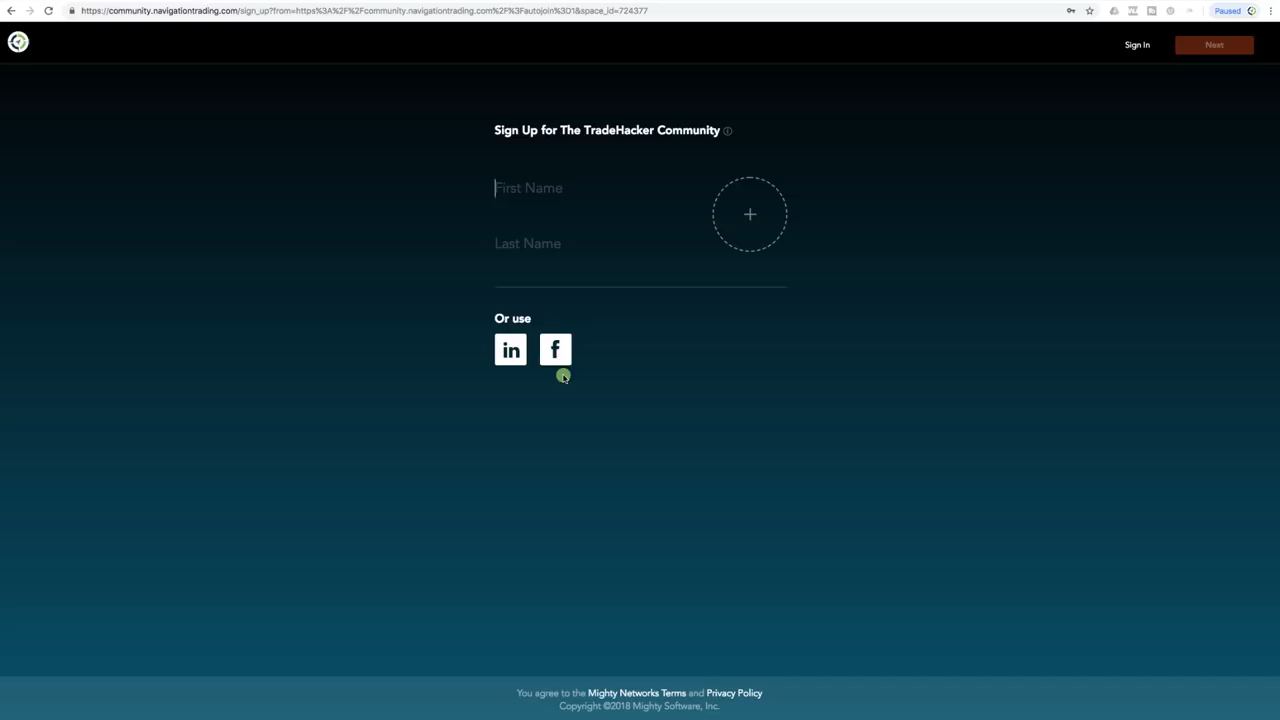 https://community.navigationtrading.com/sign_up?from=https%3A%2F%2Fcommunity.navigationtrading.com%2F%3Fautojoin%3D1&space_id=724377
Paused
Sign In
Next
Sign Up for The TradeHacker Community
First Name
Last Name
Or use
in
f
You agree to the Mighty Networks Terms and Privacy Policy
Copyright ©2018 Mighty Software, Inc.